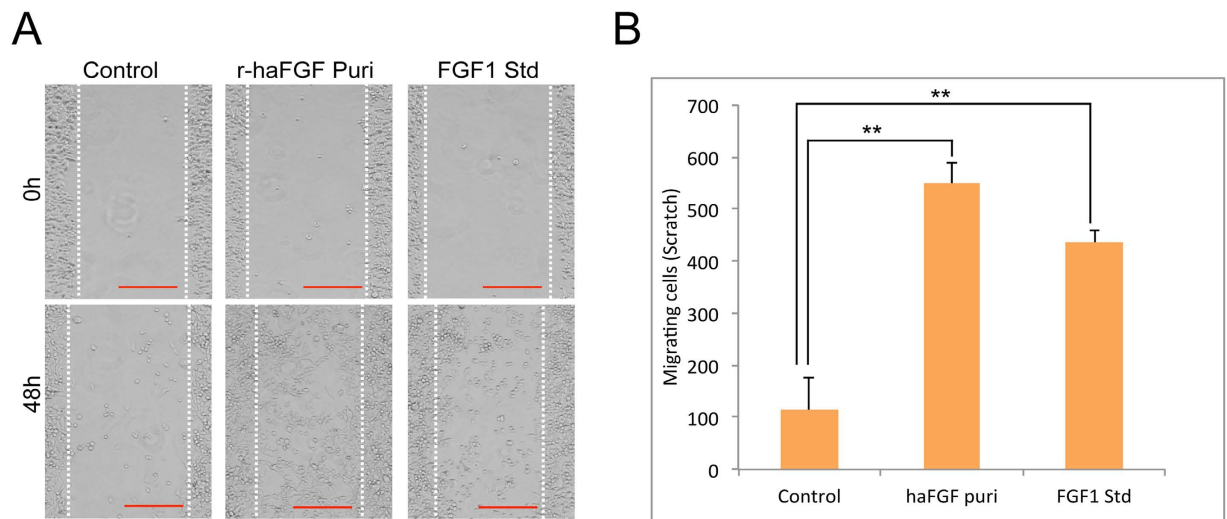 A
Control r-haFGF Puri FGF1 Std
0h
48h
B
Migrating cells (Scratch)
700
600
500
400
300
200
100
0
**
**
Control haFGF puri FGF1 Std